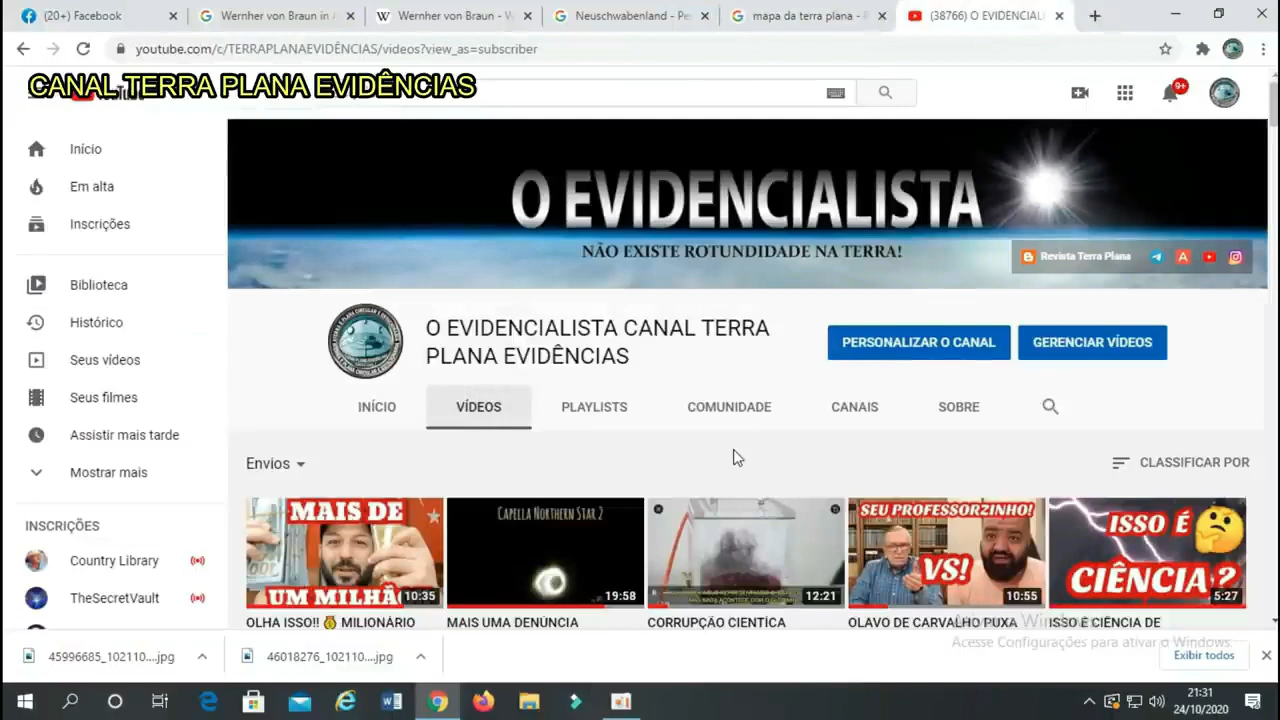 (20+) Facebook
Wernher von Braun in A
Wernher von Braun - W
Neuschwabenland - Pe
mapa da terra plana - P
(38766) O EVIDENCIAL
youtube.com/c/TERRAPLANAEVIDÊNCIAS/videos?view_as=subscriber
CANAL TERRA PLANA EVIDÊNCIAS
9+
Início
Em alta
Inscrições
Biblioteca
Histórico
Seus vídeos
Seus filmes
Assistir mais tarde
Mostrar mais
INSCRIÇÕES
Country Library
TheSecretVault
O EVIDENCIALISTA
NÃO EXISTE ROTUNDIDADE NA TERRA!
Revista Terra Plana
O EVIDENCIALISTA CANAL TERRA
PLANA EVIDÊNCIAS
PERSONALIZAR O CANAL
GERENCIAR VÍDEOS
INÍCIO
VÍDEOS
PLAYLISTS
COMUNIDADE
CANAIS
SOBRE
Envios
CLASSIFICAR POR
MAIS DE
UM MILHÃ
10:35
CAPELLA NORTHERN STAR 2
19:58
12:21
SEU PROFESSORZINHO!
VS!
10:55
ISSO É
CIÊNCIA?
5:27
OLHA ISSO!! 💰 MILIONÁRIO
MAIS UMA DENÚNCIA
CORRUPÇÃO CIENTÍCA
OLAVO DE CARVALHO PUXA
ISSO É CIÊNCIA DE
Acesse Configurações para ativar o Windows.
45996685_102110....jpg
46018276_102110....jpg
Exibir todos
21:31
24/10/2020